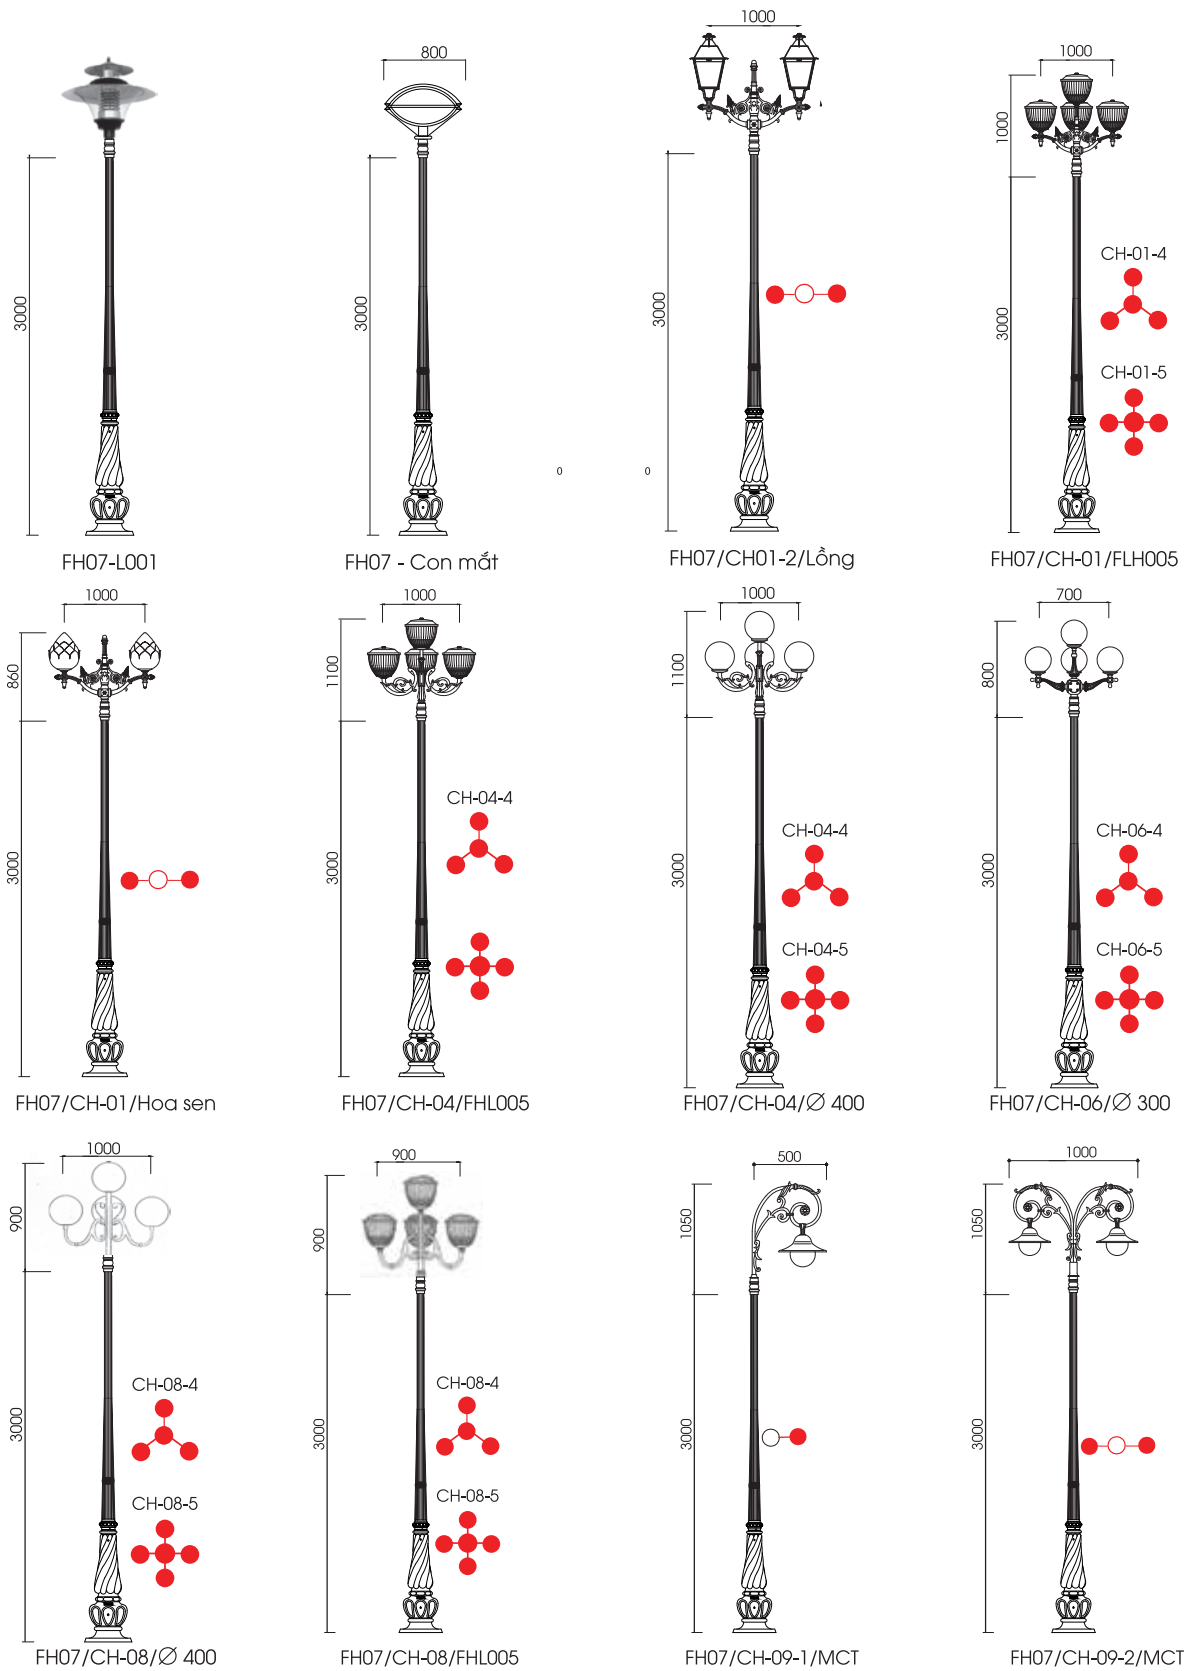 3000
FH07-L001
800
3000
FH07 - Con mắt
1000
3000
FH07/CH01-2/Lồng
1000
1000
3000
CH-01-4
CH-01-5
FH07/CH-01/FLH005
0
0
1000
860
3000
FH07/CH-01/Hoa sen
1000
1100
3000
CH-04-4
FH07/CH-04/FHL005
1000
1100
3000
CH-04-4
CH-04-5
FH07/CH-04/Ø 400
700
800
3000
CH-06-4
CH-06-5
FH07/CH-06/Ø 300
1000
900
3000
CH-08-4
CH-08-5
FH07/CH-08/Ø 400
900
900
3000
CH-08-4
CH-08-5
FH07/CH-08/FHL005
500
1050
3000
FH07/CH-09-1/MCT
1000
1050
3000
FH07/CH-09-2/MCT